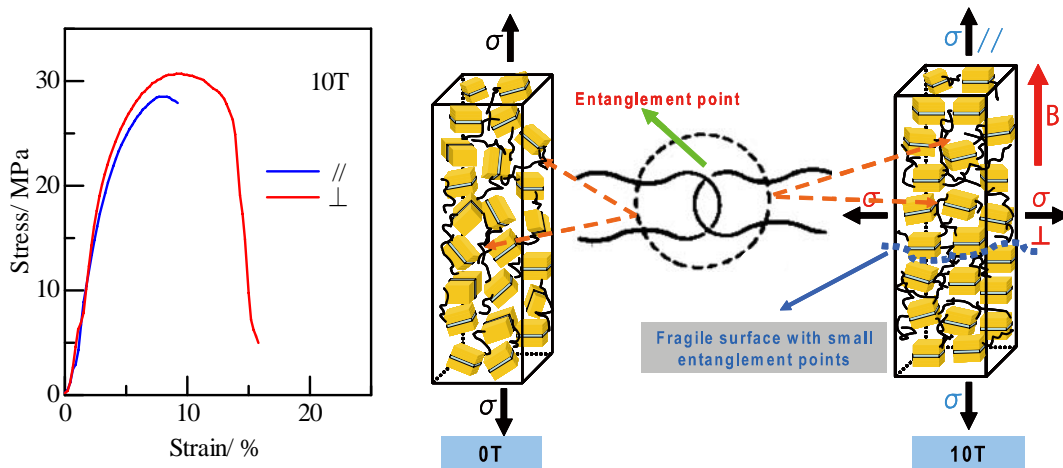 Stress/ MPa
30
20
10
0
0
10
20
Strain/ %
10T
//
⊥
σ
σ
0T
Entanglement point
Fragile surface with small
entanglement points
σ //
B
σ
σ
⊥
σ
10T